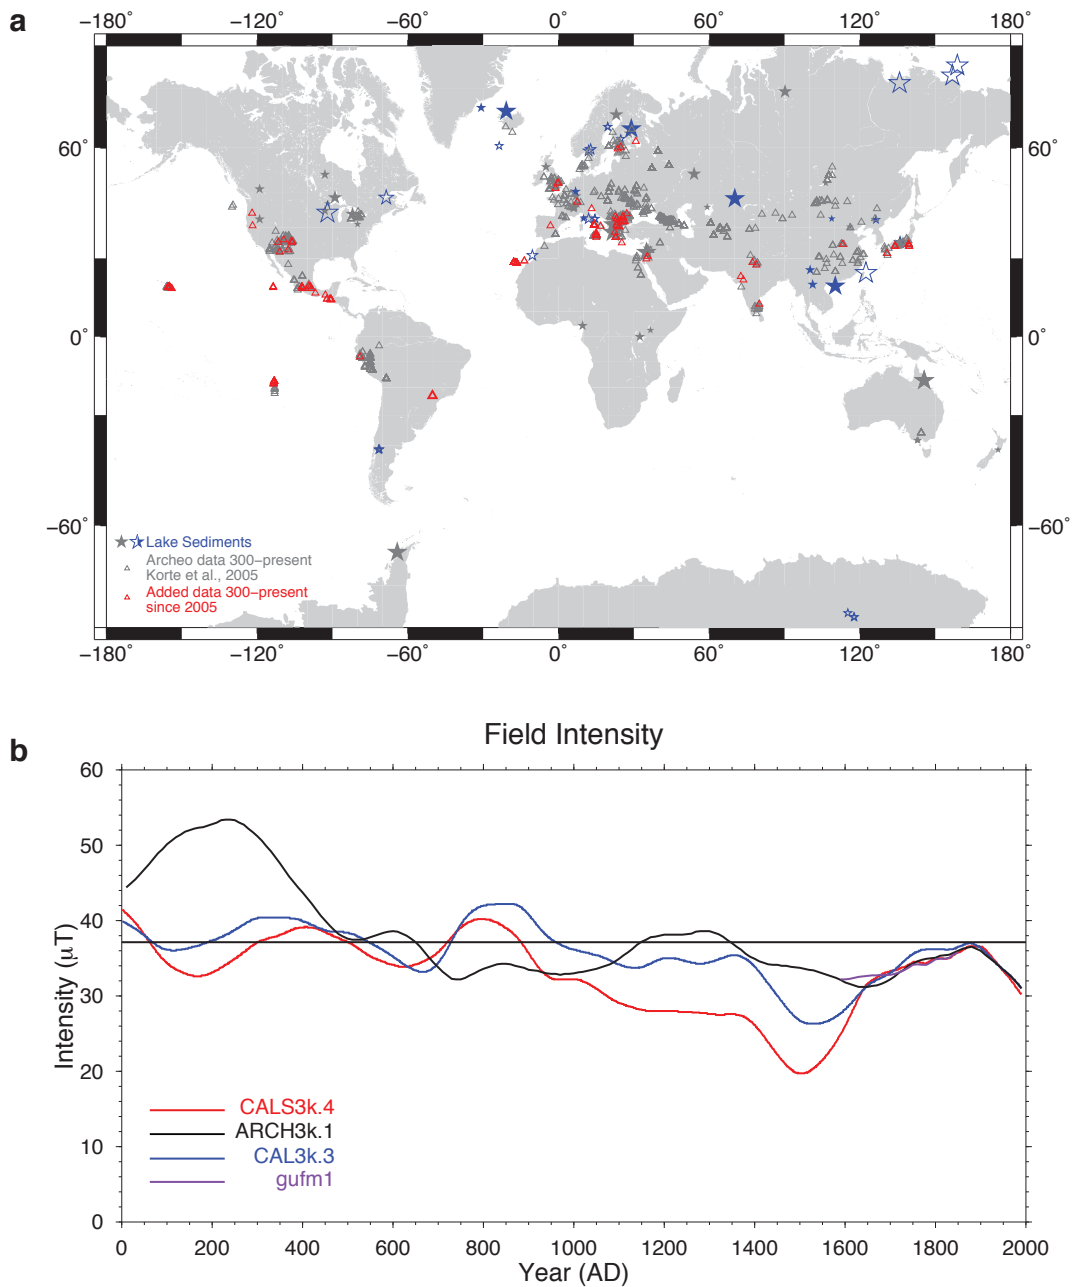 a
−180˚ −120˚ −60˚ 0˚ 60˚ 120˚ 180˚
60˚ 60˚
0˚ 0˚
−60˚ −60˚
Lake Sediments
Archeo data 300−present
Korte et al., 2005
Added data 300−present
since 2005
−180˚ −120˚ −60˚ 0˚ 60˚ 120˚ 180˚
b
Field Intensity
60
50
40
30
20
10
0
Intensity (μT)
CALS3k.4
ARCH3k.1
CAL3k.3
gufm1
0 200 400 600 800 1000 1200 1400 1600 1800 2000
Year (AD)